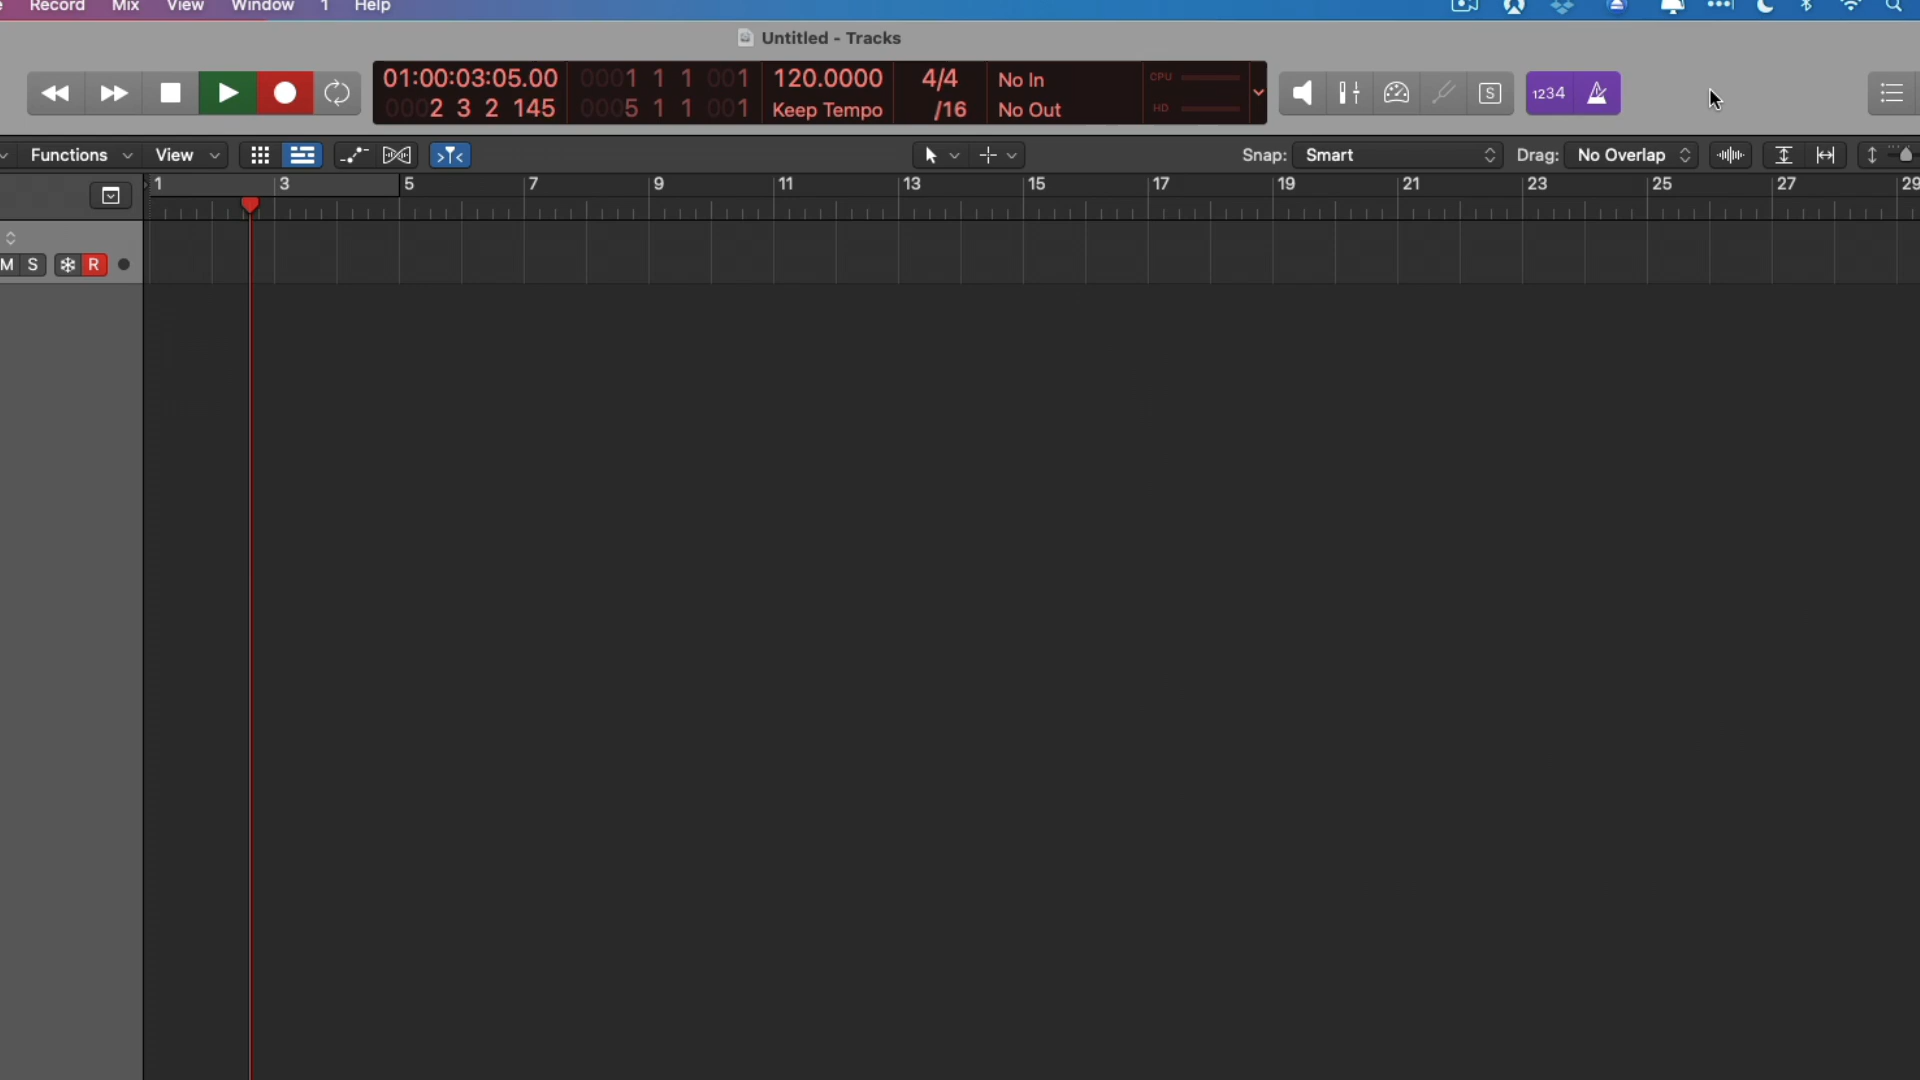 Record Mix View Window 1 Help
Untitled - Tracks
01:00:03:05.00 0001 1 1 001 120.0000 4/4 No In CPU
0002 3 2 145 0005 1 1 001 Keep Tempo /16 No Out HD
S 1234
Functions View Snap: Smart Drag: No Overlap
1 3 5 7 9 11 13 15 17 19 21 23 25 27 29
M S R